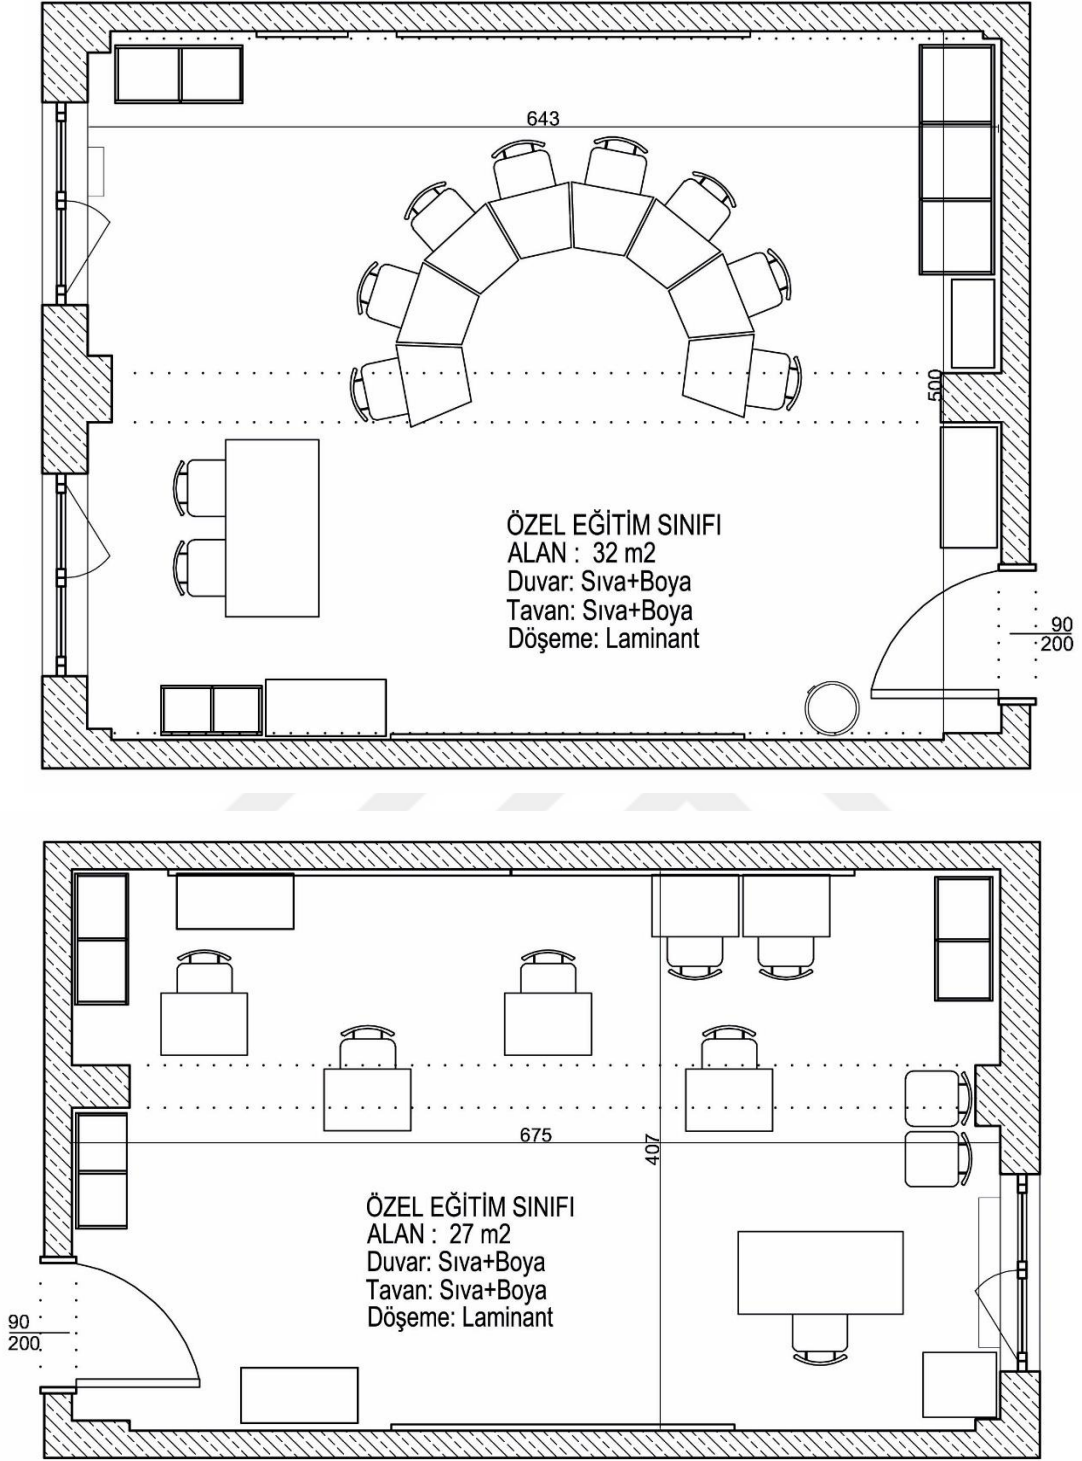 643
500
ÖZEL EĞİTİM SINIFI
ALAN : 32 m2
Duvar: Sıva+Boya
Tavan: Sıva+Boya
Döşeme: Laminant
90
200
675
407
ÖZEL EĞİTİM SINIFI
ALAN : 27 m2
Duvar: Sıva+Boya
Tavan: Sıva+Boya
Döşeme: Laminant
90
200